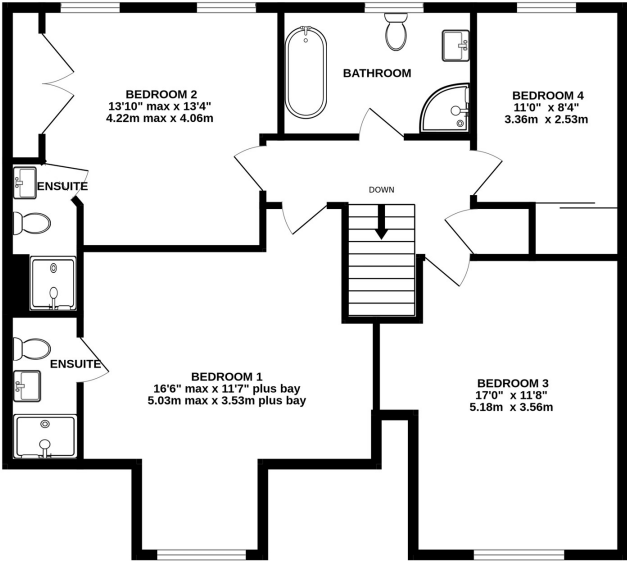 BEDROOM 2
13'10" max x 13'4"
4.22m max x 4.06m
BATHROOM
BEDROOM 4
11'0" x 8'4"
3.36m x 2.53m
ENSUITE
DOWN
ENSUITE
BEDROOM 1
16'6" max x 11'7" plus bay
5.03m max x 3.53m plus bay
BEDROOM 3
17'0" x 11'8"
5.18m x 3.56m